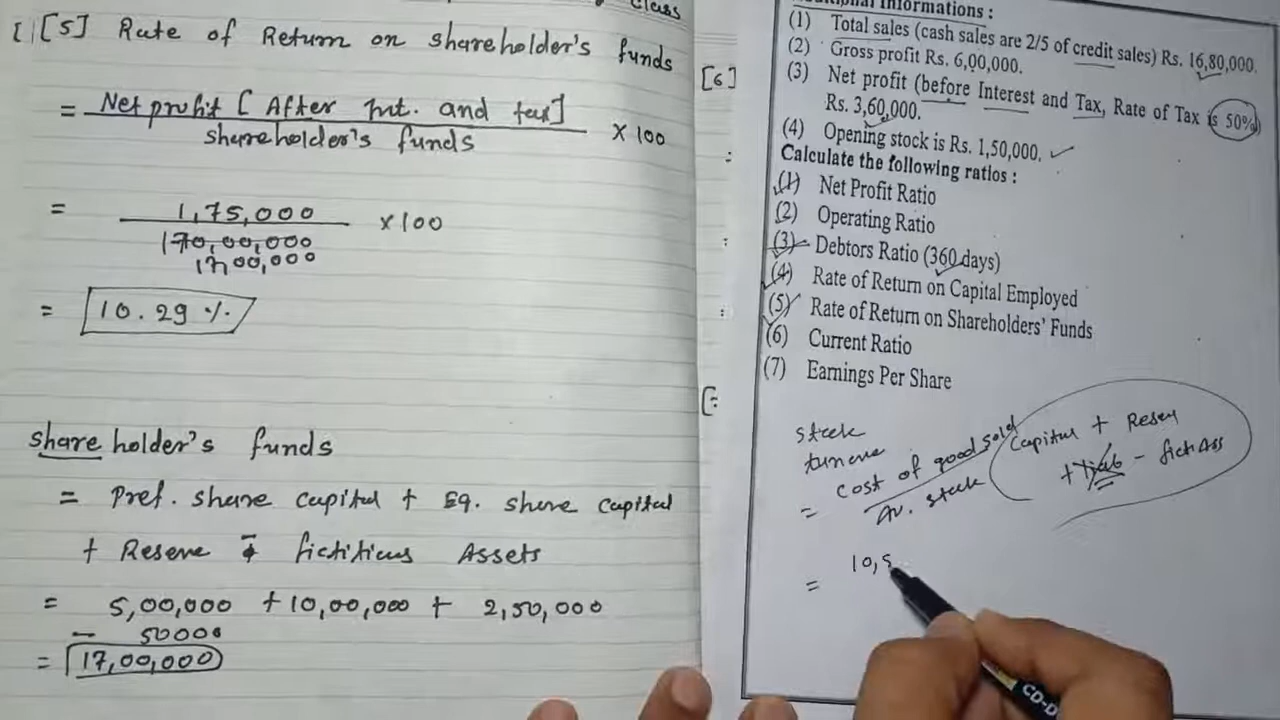 class
[5] Rate of Return on shareholder's funds
= Net profit [ After Int. and tax] / shareholder's funds × 100
= 1,75,000 / 170,00,000 × 100
17,00,000
= 10.29 %
shareholder's funds
= Pref. share capital + Eq. share capital
+ Reserve - fictitious Assets
= 5,00,000 + 10,00,000 + 2,50,000
- 50000
= 17,00,000
[6]
Informations :
(1) Total sales (cash sales are 2/5 of credit sales) Rs. 16,80,000.
(2) Gross profit Rs. 6,00,000.
(3) Net profit (before Interest and Tax, Rate of Tax is 50%)
Rs. 3,60,000.
(4) Opening stock is Rs. 1,50,000.
Calculate the following ratios :
(1) Net Profit Ratio
(2) Operating Ratio
(3) Debtors Ratio (360 days)
(4) Rate of Return on Capital Employed
(5) Rate of Return on Shareholders' Funds
(6) Current Ratio
(7) Earnings Per Share
stock
= cost of good sold
Av. stock
Capital + Reser
- fict Ass
= 10,5
CD-D